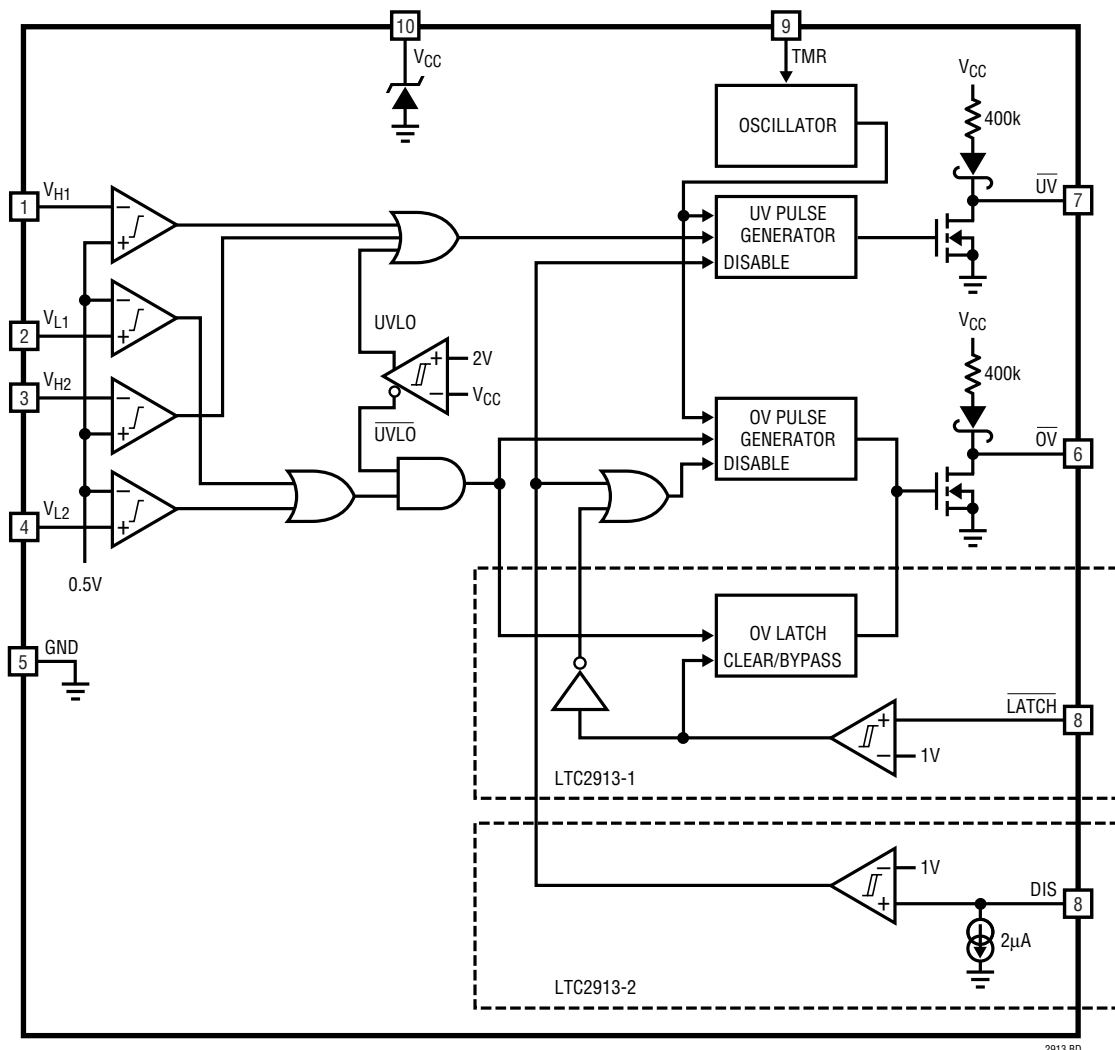 10
9
VCC
TMR
VCC
400k
OSCILLATOR
1
VH1
−
+
UV PULSE
GENERATOR
DISABLE
UV
7
2
VL1
−
+
UVLO
+
2V
−
VCC
UVLO
VCC
400k
3
VH2
−
+
OV PULSE
GENERATOR
DISABLE
OV
6
4
VL2
−
+
0.5V
5
GND
OV LATCH
CLEAR/BYPASS
LATCH
8
+
−
1V
LTC2913-1
−
1V
+
DIS
8
2µA
LTC2913-2
2913 BD